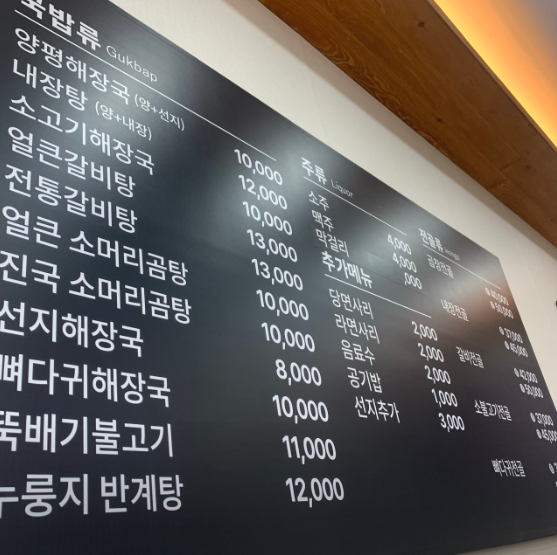 국밥류 Gukbap
양평해장국 (양+선지) 10,000
내장탕 (양+내장) 12,000
소고기해장국 10,000
얼큰갈비탕 13,000
전통갈비탕 13,000
얼큰 소머리곰탕 10,000
진국 소머리곰탕 10,000
선지해장국 8,000
뼈다귀해장국 10,000
뚝배기불고기 11,000
누룽지 반계탕 12,000
주류 Liquor
소주 4,000
맥주 4,000
막걸리 ,000
추가메뉴
당면사리 2,000
라면사리 2,000
음료수 2,000
공기밥 1,000
선지추가 3,000
전골류
곱창전골
내장전골
갈비전골
소불고기전골
뼈다귀전골